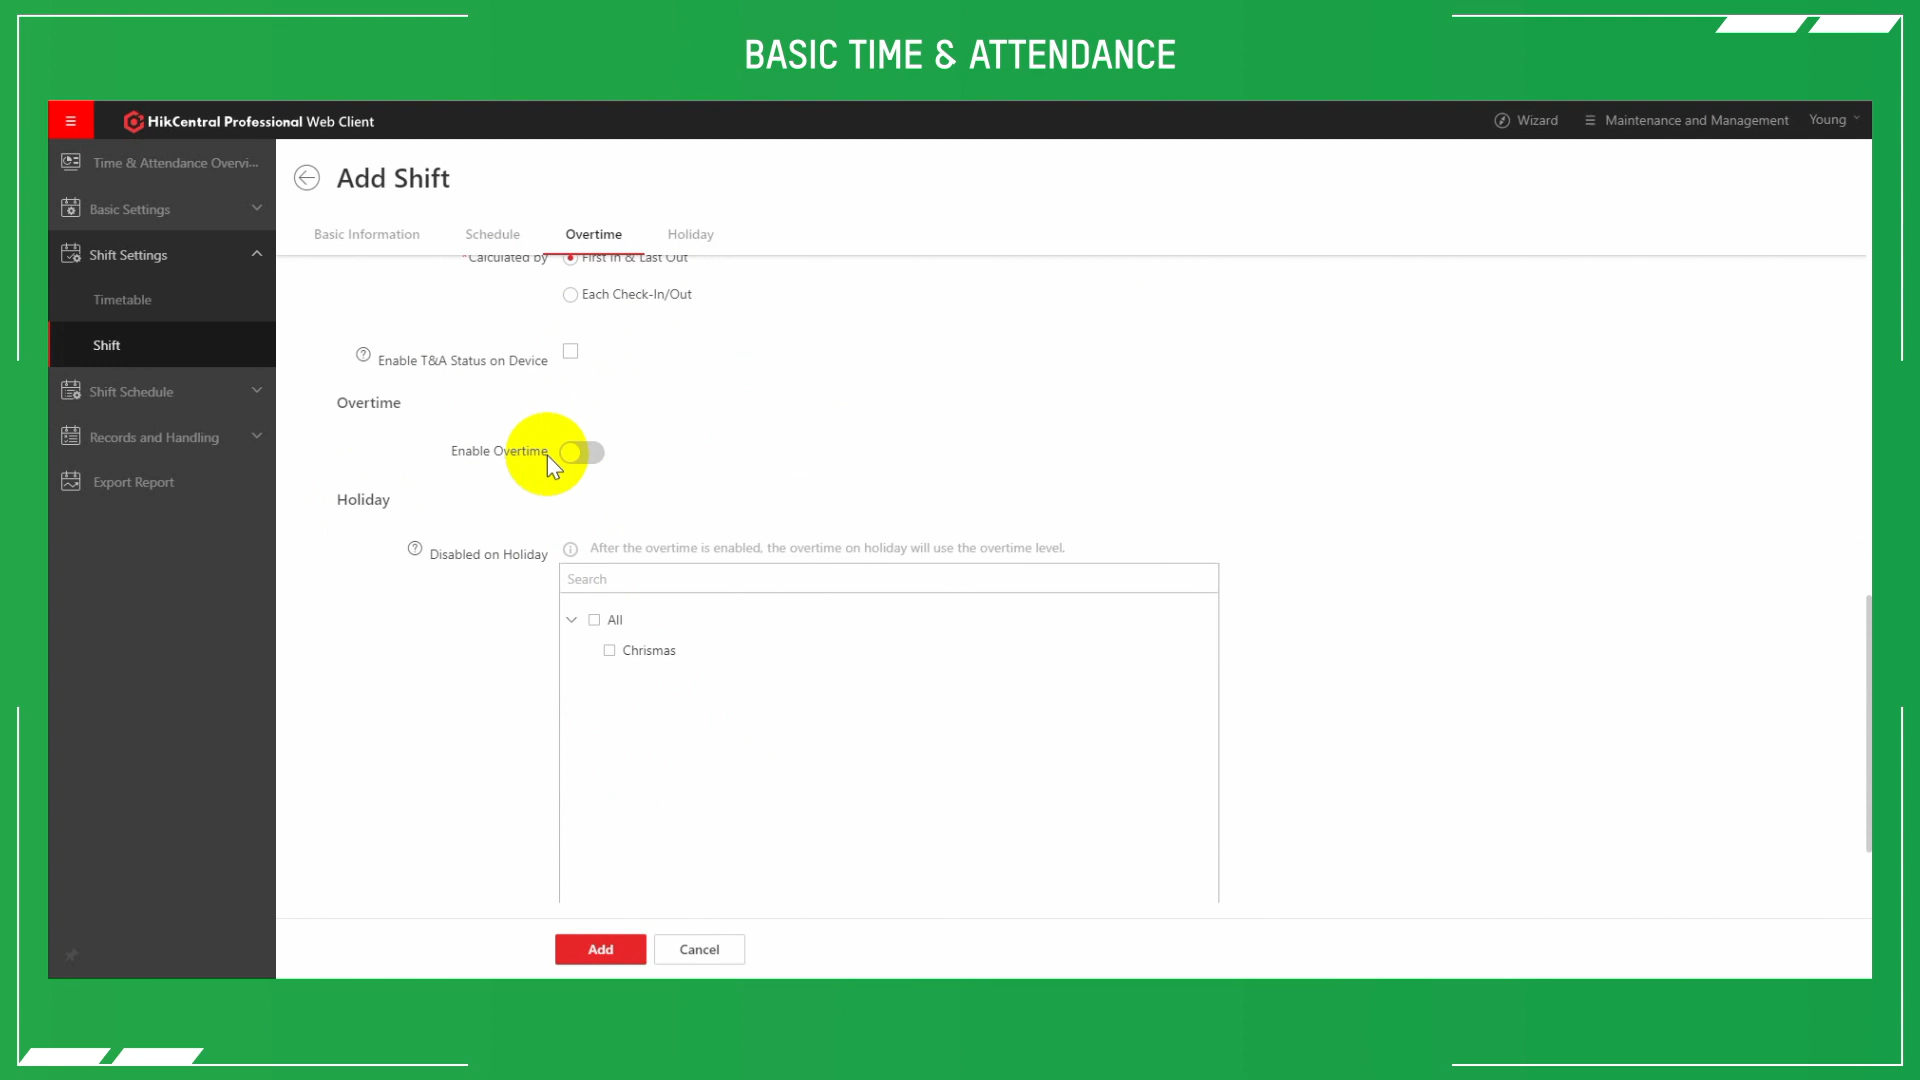 BASIC TIME & ATTENDANCE
HikCentral Professional Web Client
Wizard
Maintenance and Management
Young
Time & Attendance Overvi...
Basic Settings
Shift Settings
Timetable
Shift
Shift Schedule
Records and Handling
Export Report
Add Shift
Basic Information Schedule Overtime Holiday
*Calculated by First In & Last Out
Each Check-In/Out
Enable T&A Status on Device
Overtime
Enable Overtime
Holiday
Disabled on Holiday After the overtime is enabled, the overtime on holiday will use the overtime level.
Search
All
Chrismas
Add Cancel